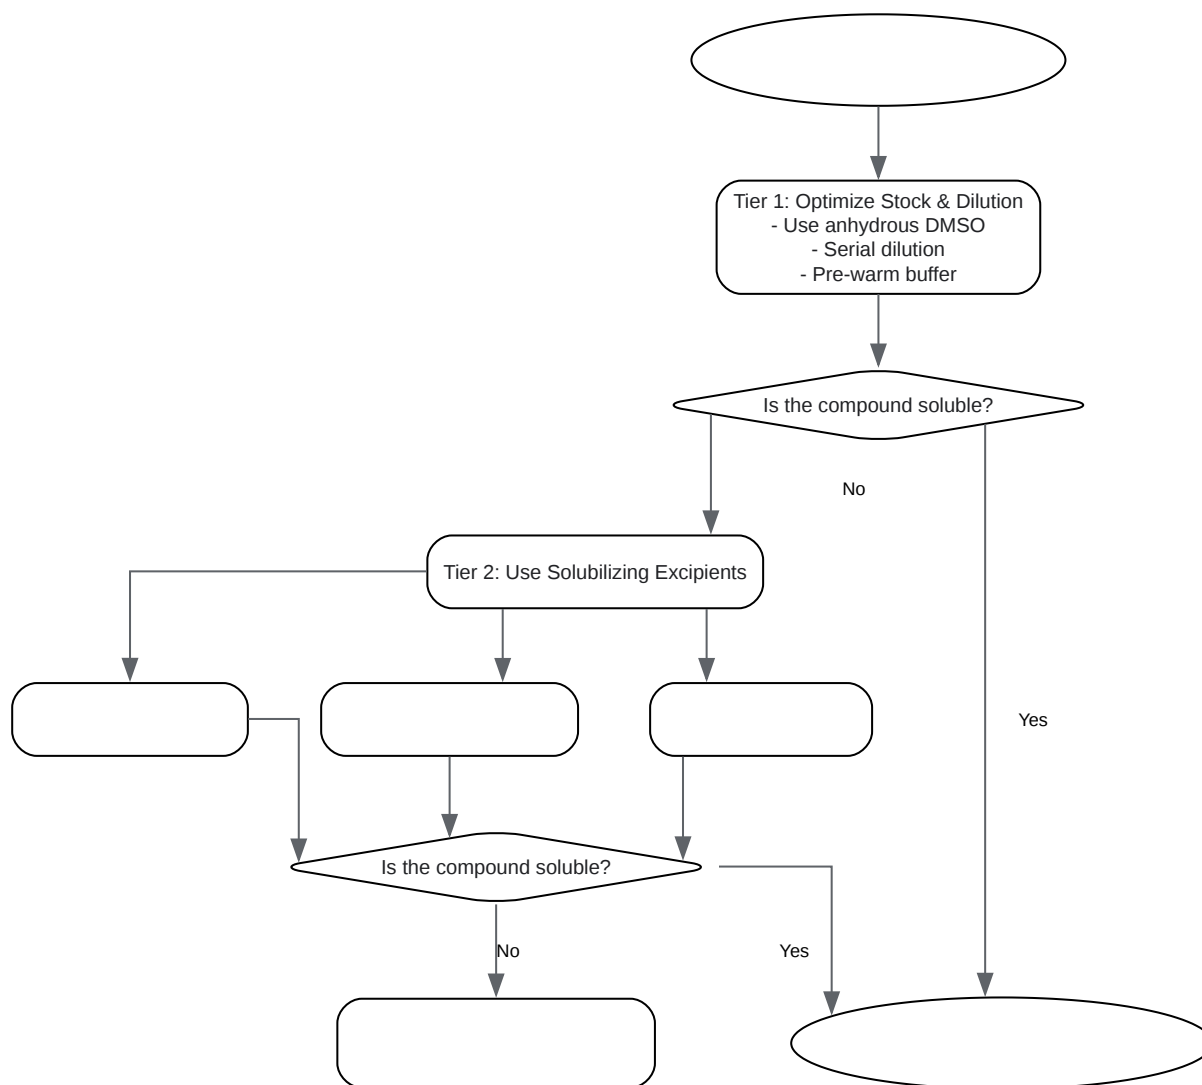 Tier 1: Optimize Stock & Dilution
- Use anhydrous DMSO
- Serial dilution
- Pre-warm buffer
Is the compound soluble?
No
Tier 2: Use Solubilizing Excipients
Yes
Is the compound soluble?
No
Yes